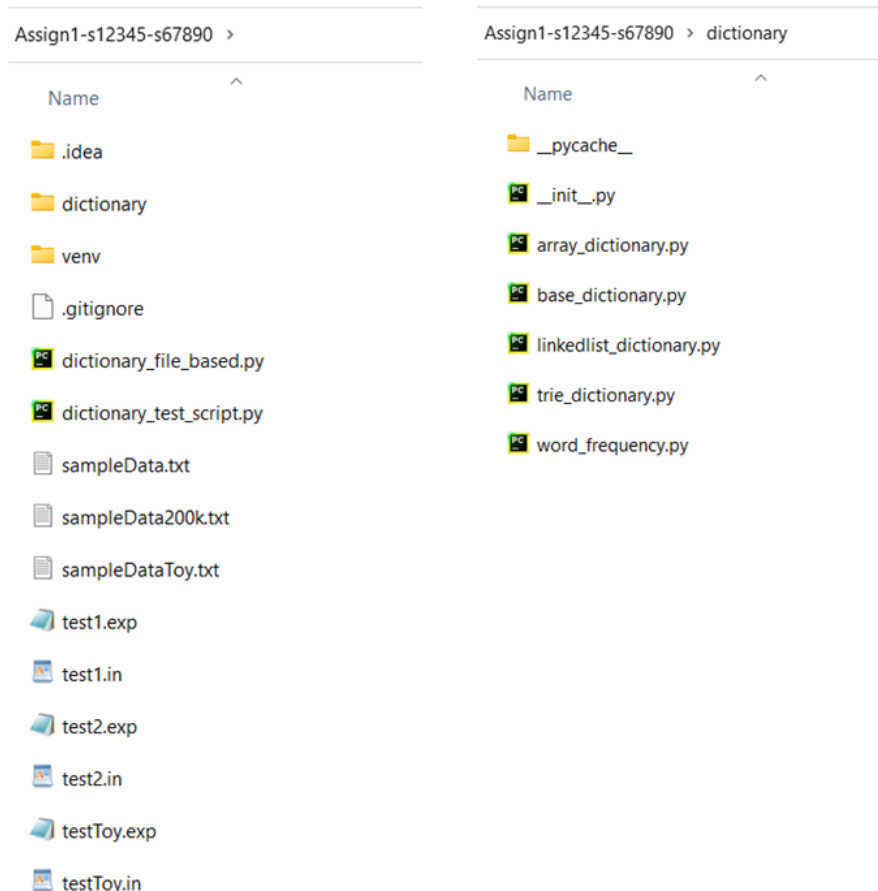 Assign1-s12345-s67890 >
Name
.idea
dictionary
venv
.gitignore
dictionary_file_based.py
dictionary_test_script.py
sampleData.txt
sampleData200k.txt
sampleDataToy.txt
test1.exp
test1.in
test2.exp
test2.in
testToy.exp
testToy.in
Assign1-s12345-s67890 > dictionary
Name
__pycache__
__init__.py
array_dictionary.py
base_dictionary.py
linkedlist_dictionary.py
trie_dictionary.py
word_frequency.py